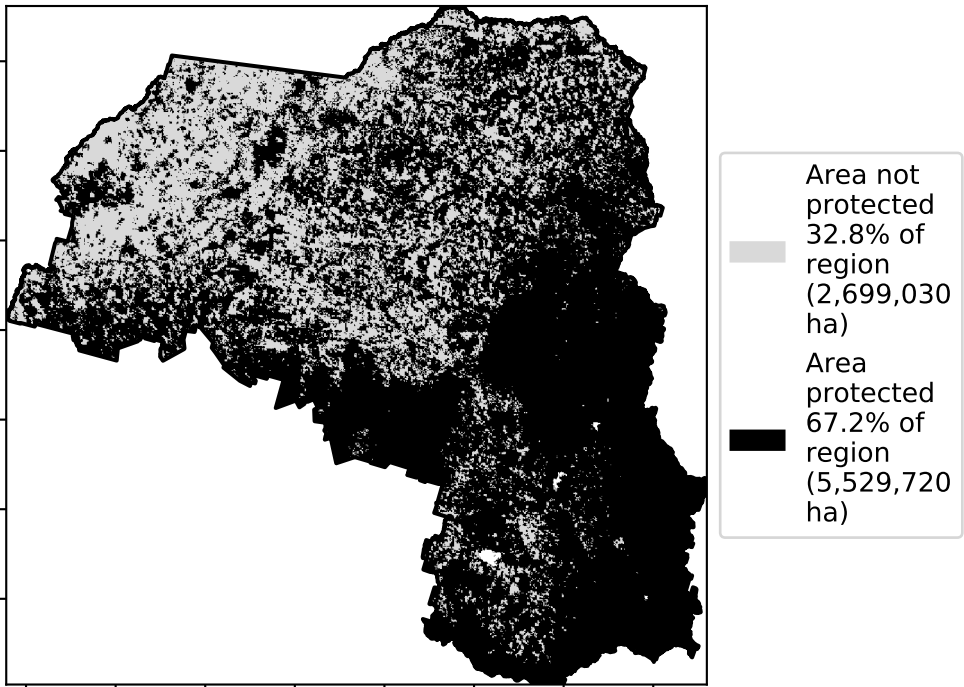 Area not
protected
32.8% of
region
(2,699,030
ha)
Area
protected
67.2% of
region
(5,529,720
ha)